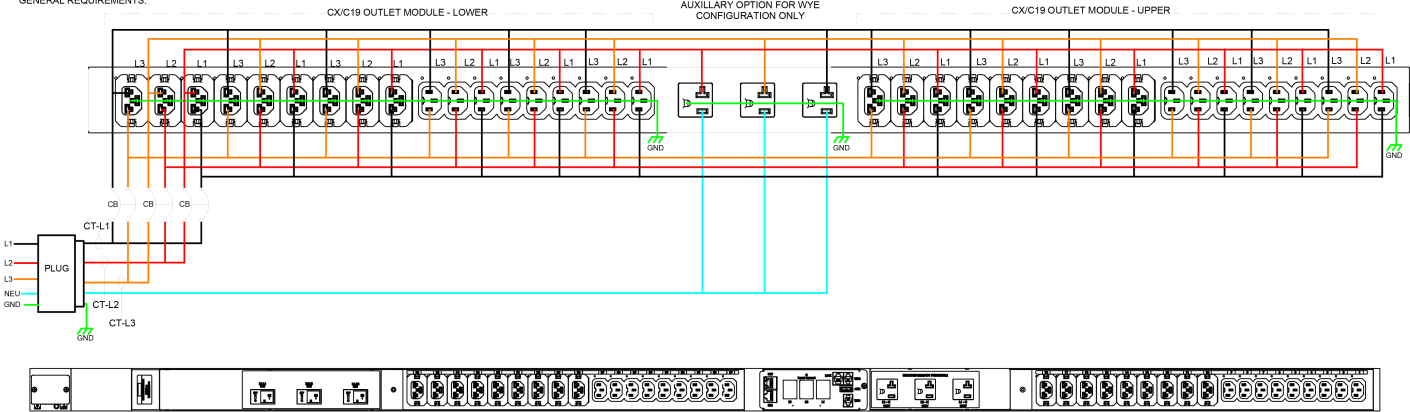 GENERAL REQUIREMENTS:
CX/C19 OUTLET MODULE - LOWER
AUXILLARY OPTION FOR WYE
CONFIGURATION ONLY
CX/C19 OUTLET MODULE - UPPER
L3 L2 L1 L3 L2 L1 L3 L2 L1 L3 L2 L1 L3 L2 L1 L3 L2 L1
L3 L2 L1 L3 L2 L1 L3 L2 L1 L3 L2 L1 L3 L2 L1 L3 L2 L1
GND
GND
GND
CB CB CB
CT-L1
L1
L2
L3
NEU
GND
PLUG
CT-L2
CT-L3
GND